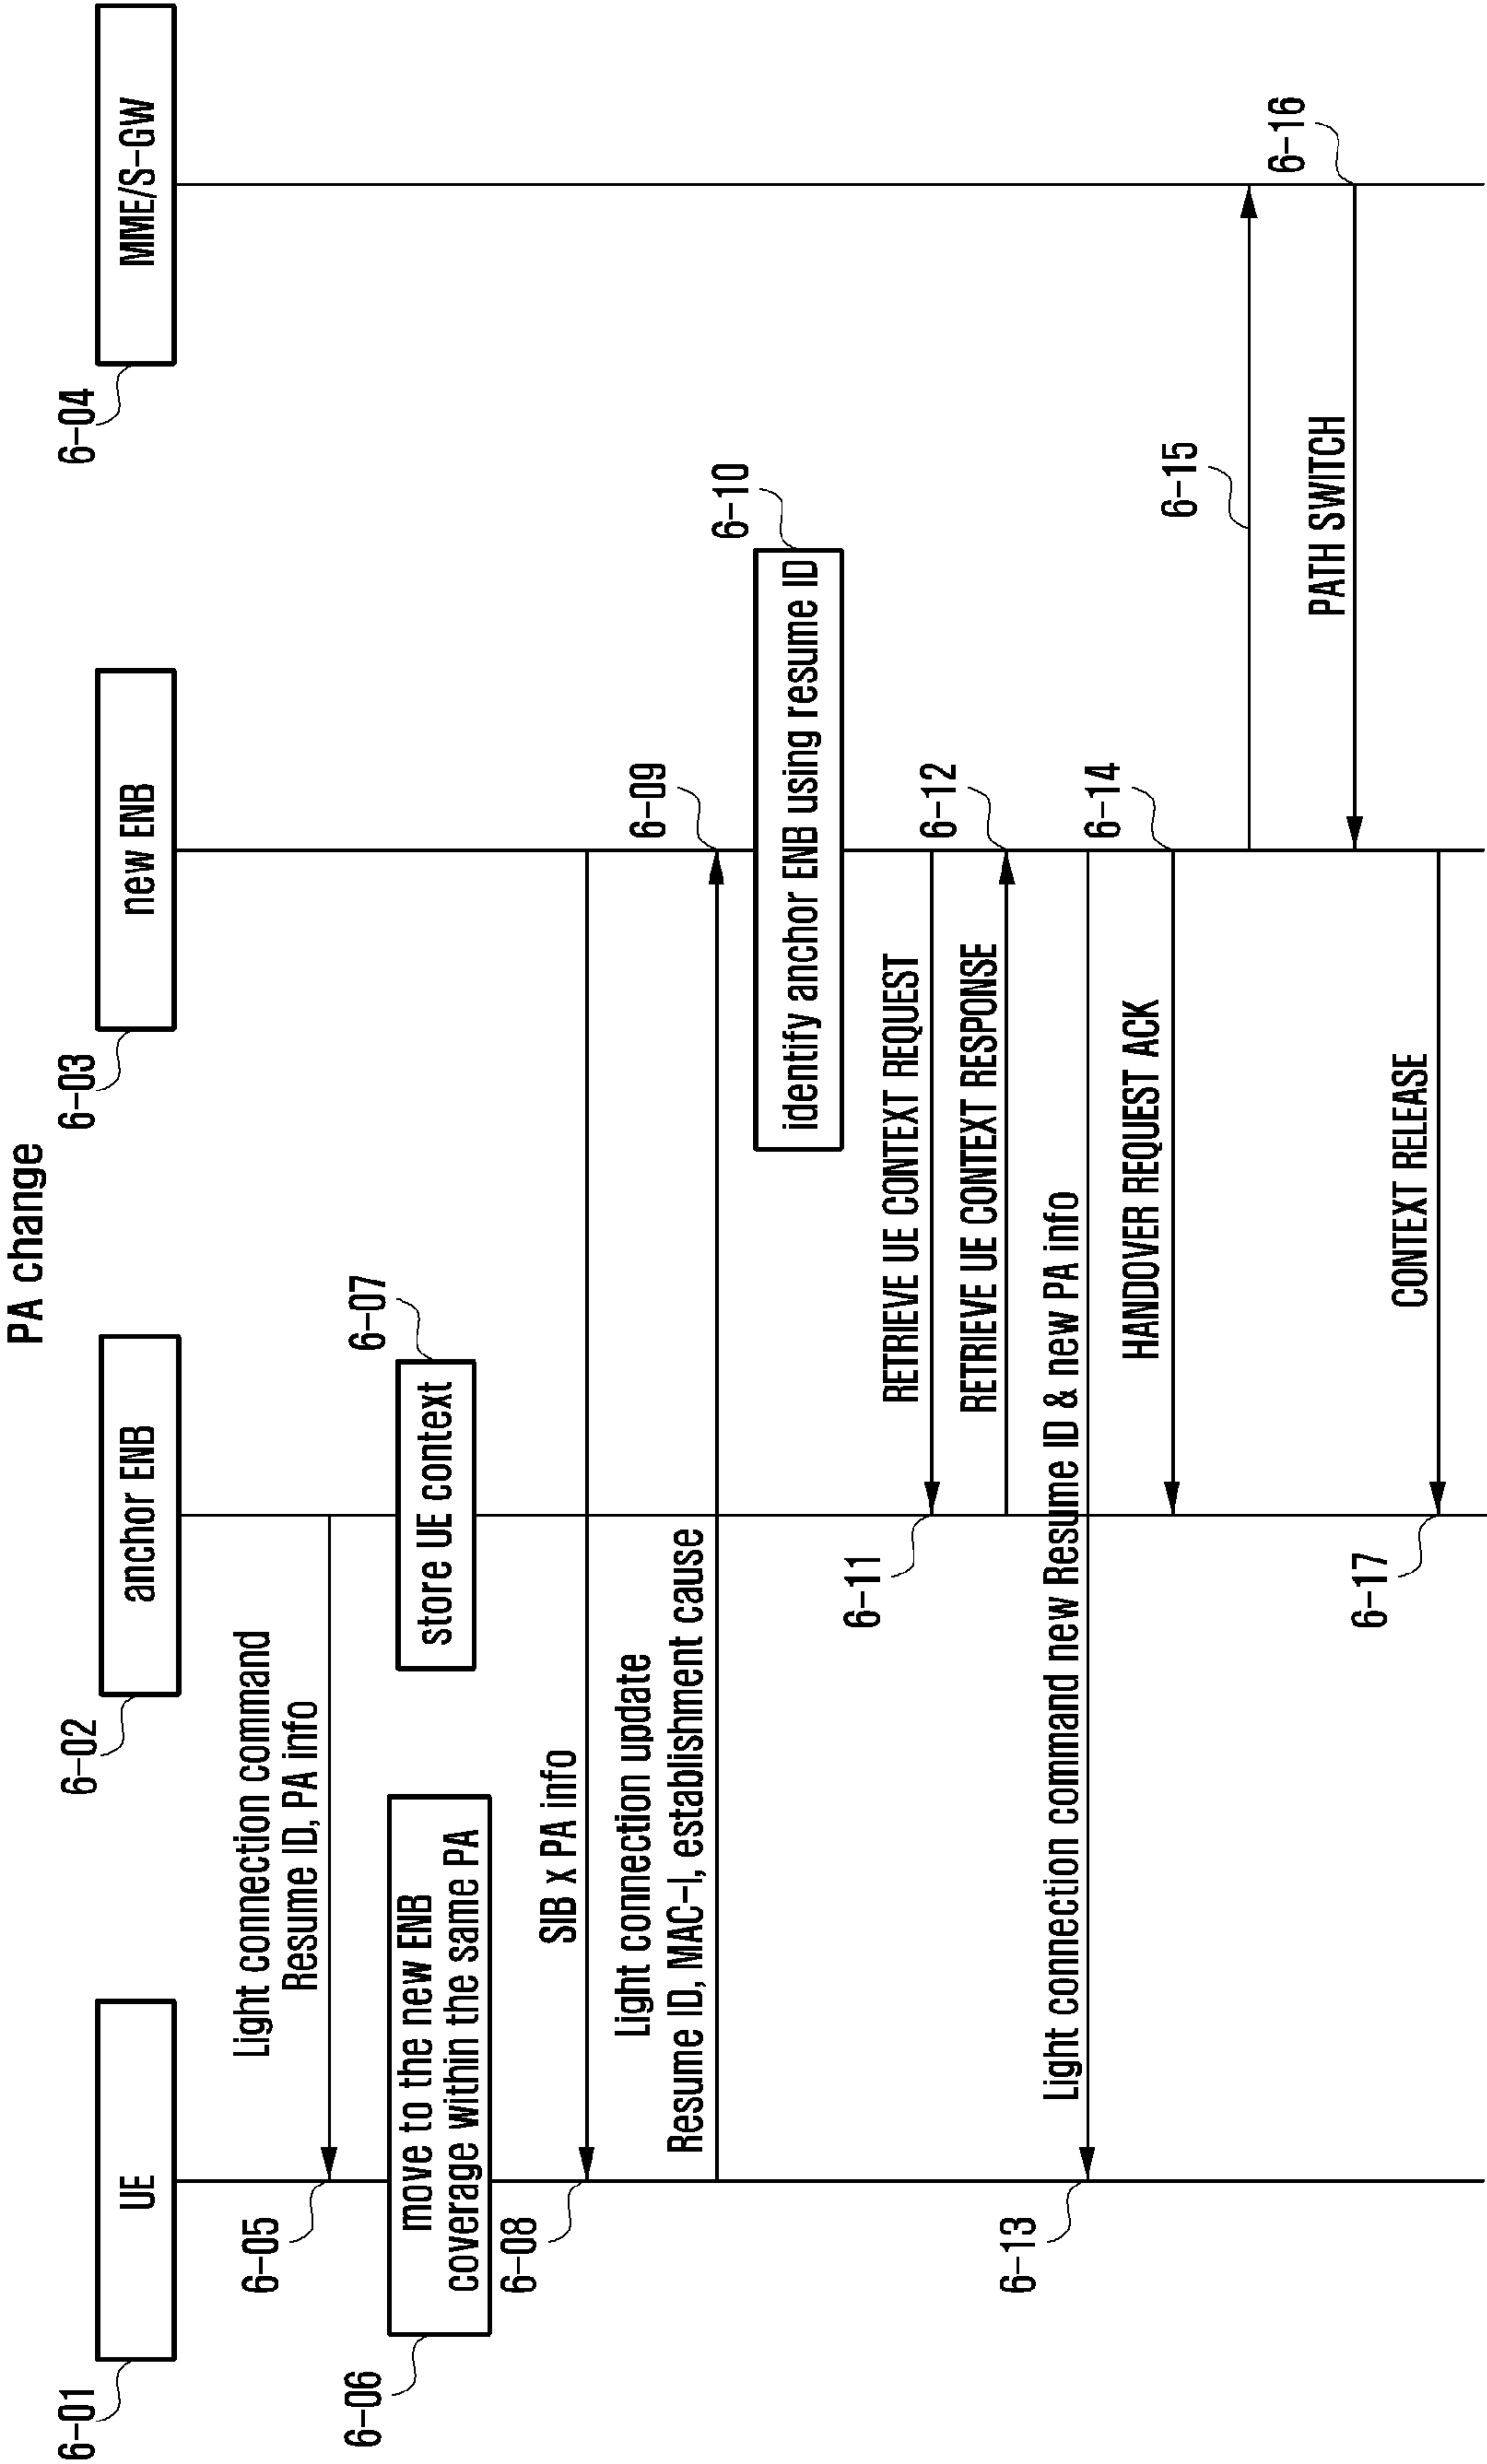 PA change
UE
anchor ENB
new ENB
MME/S-GW
6-01
6-02
6-03
6-04
Light connection command
Resume ID, PA info
6-05
move to the new ENB
coverage within the same PA
6-06
store UE context
6-07
SIB x PA info
6-08
Light connection update
Resume ID, MAC-I, establishment cause
6-09
identify anchor ENB using resume ID
6-10
RETRIEVE UE CONTEXT REQUEST
6-11
RETRIEVE UE CONTEXT RESPONSE
6-12
Light connection command new Resume ID & new PA info
6-13
HANDOVER REQUEST ACK
6-14
6-15
PATH SWITCH
6-16
CONTEXT RELEASE
6-17